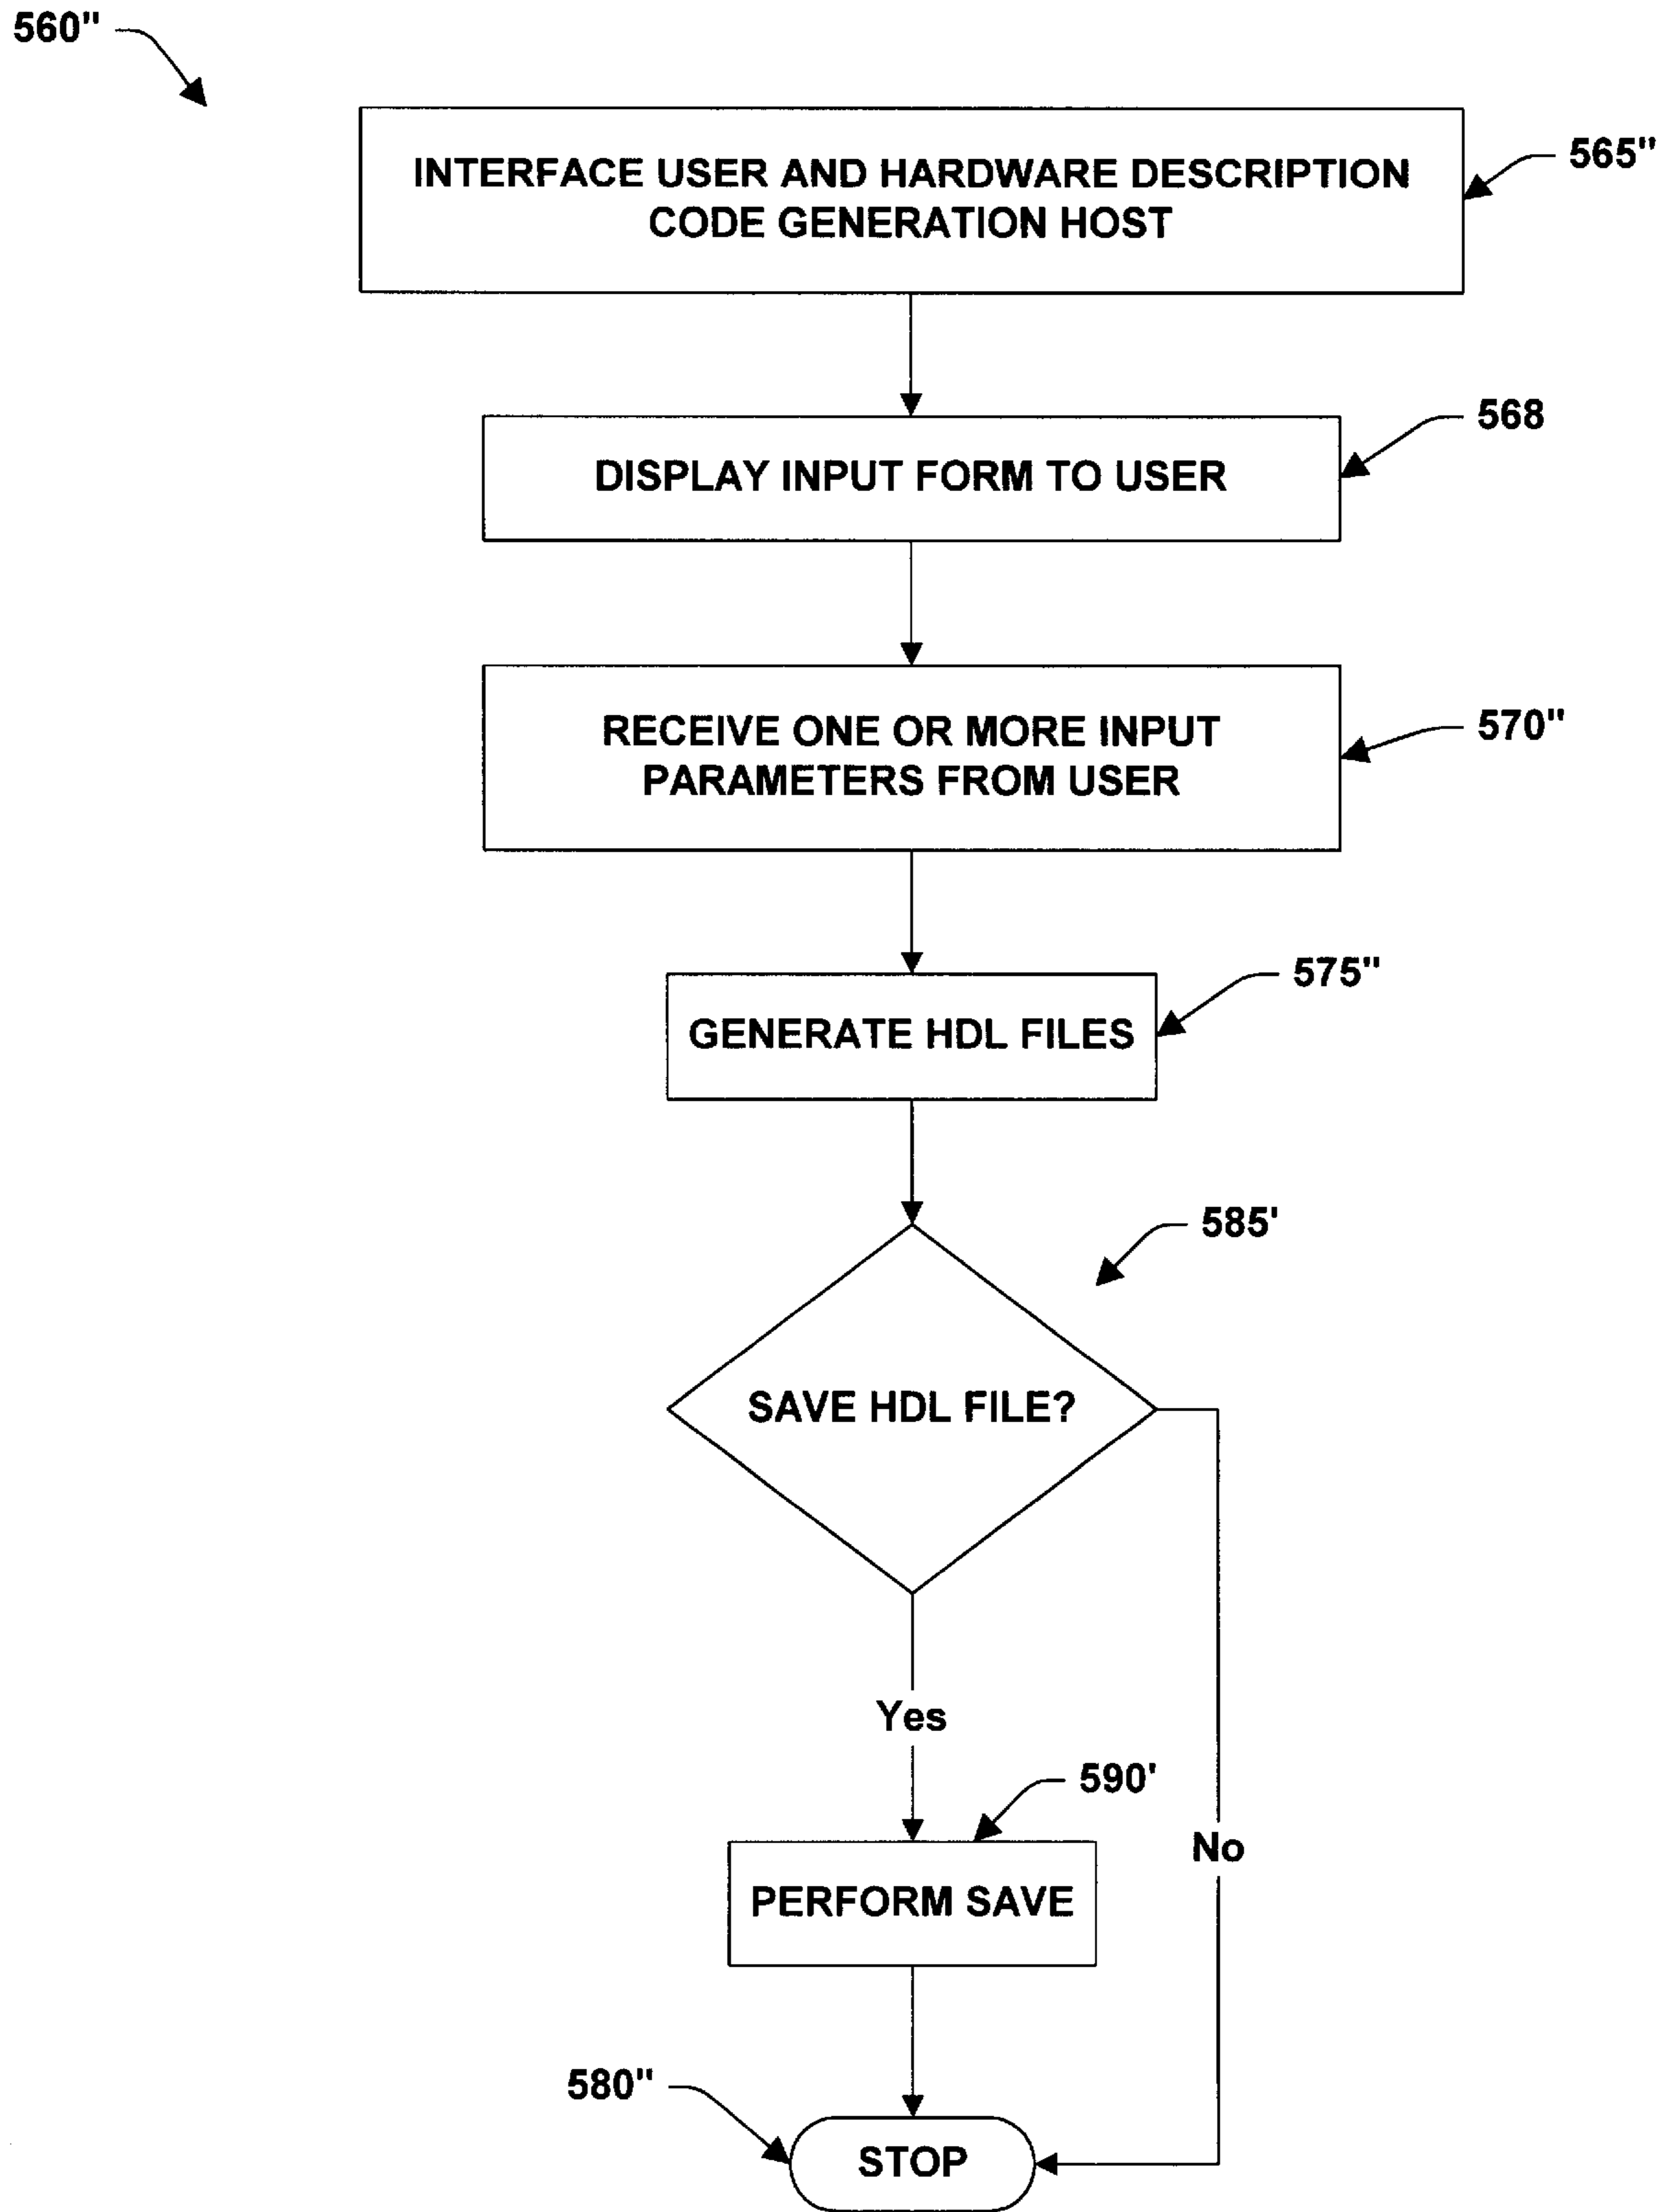 560"
INTERFACE USER AND HARDWARE DESCRIPTION
CODE GENERATION HOST
565"
DISPLAY INPUT FORM TO USER
568
RECEIVE ONE OR MORE INPUT
PARAMETERS FROM USER
570"
GENERATE HDL FILES
575"
SAVE HDL FILE?
585'
Yes
No
PERFORM SAVE
590'
STOP
580"